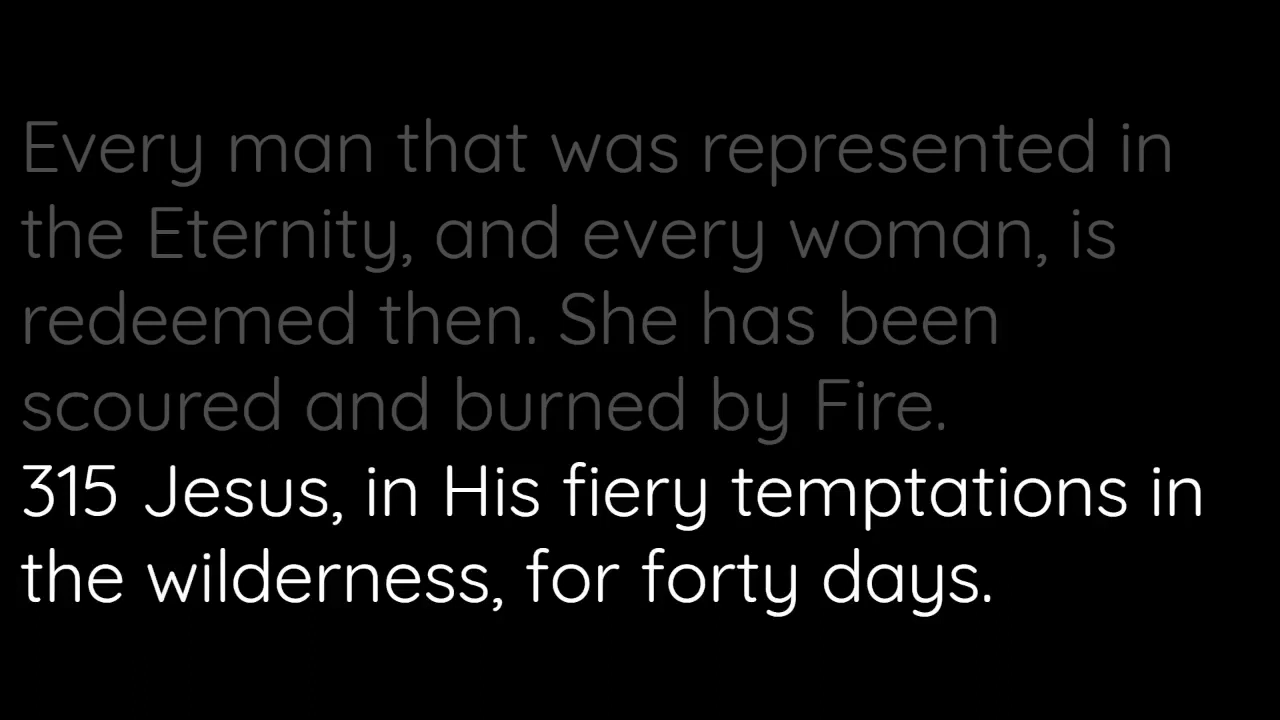 Every man that was represented in
the Eternity, and every woman, is
redeemed then. She has been
scoured and burned by Fire.
315 Jesus, in His fiery temptations in
the wilderness, for forty days.